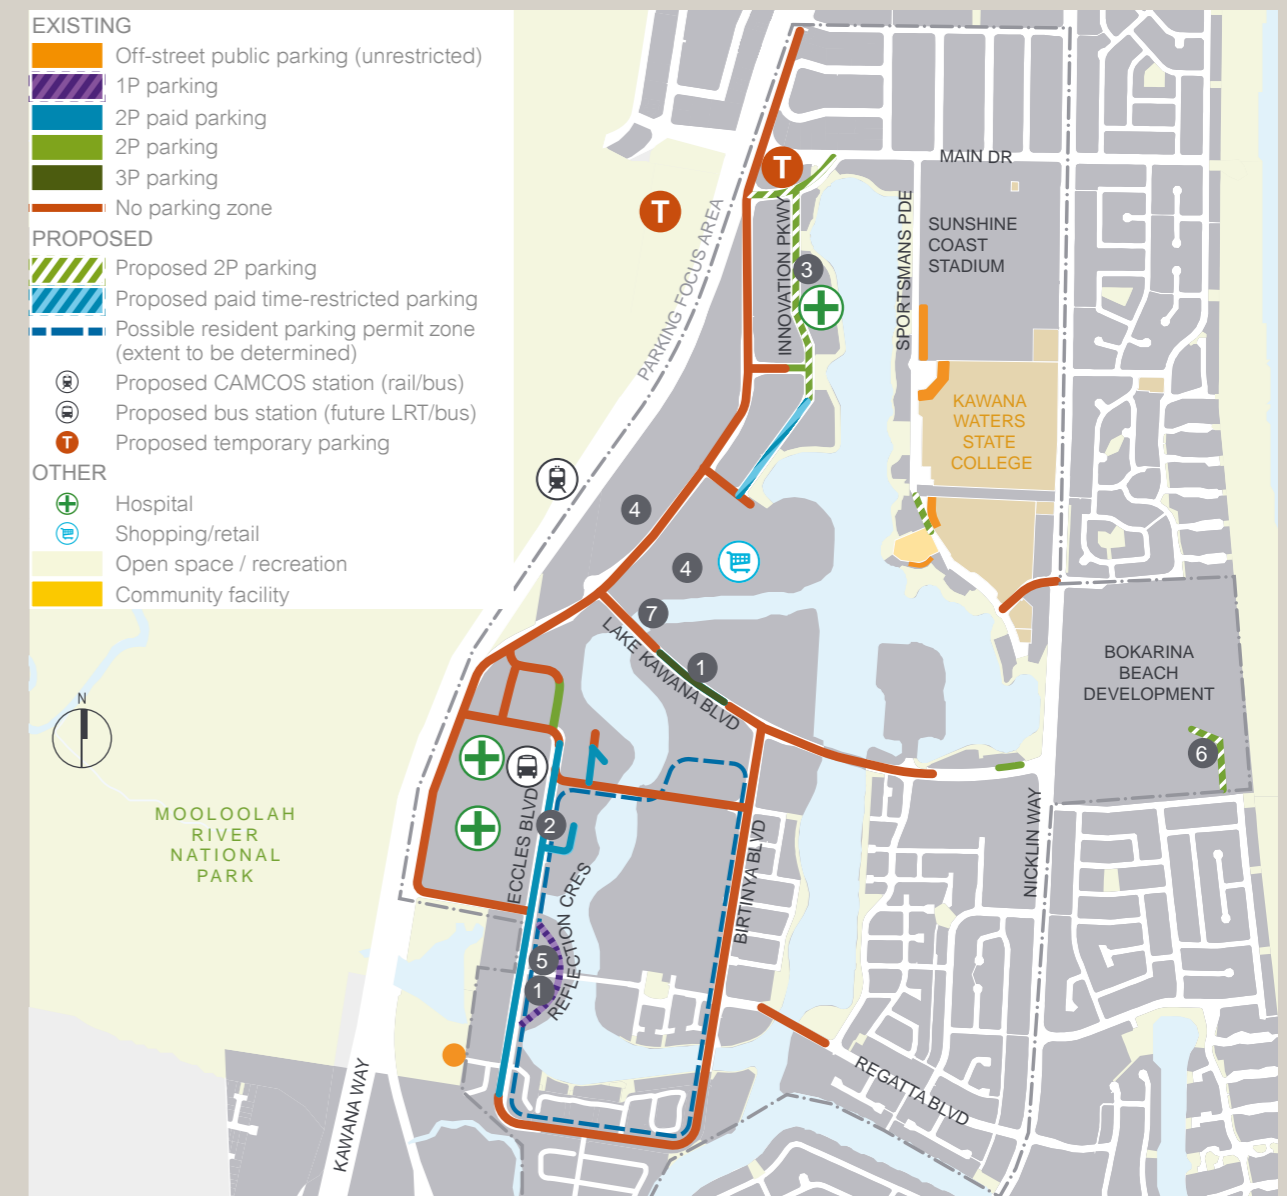 EXISTING
Off-street public parking (unrestricted)
1P parking
2P paid parking
2P parking
3P parking
No parking zone
PROPOSED
Proposed 2P parking
Proposed paid time-restricted parking
Possible resident parking permit zone
(extent to be determined)
Proposed CAMCOS station (rail/bus)
Proposed bus station (future LRT/bus)
T
Proposed temporary parking
OTHER
Hospital
Shopping/retail
Open space / recreation
Community facility
MAIN DR
T
T
PARKING FOCUS AREA
INNOVATION PKWY
SPORTSMANS PDE
SUNSHINE
COAST
STADIUM
3
KAWANA
WATERS
STATE
COLLEGE
4
4
7
LAKE KAWANA BLVD
1
BOKARINA
BEACH
DEVELOPMENT
6
N
MOOLOOLAH
RIVER
NATIONAL
PARK
ECCLES BLVD
2
REFLECTION CRES
BIRTINYA BLVD
NICKLIN WAY
5
1
REGATTA BLVD
KAWANA WAY